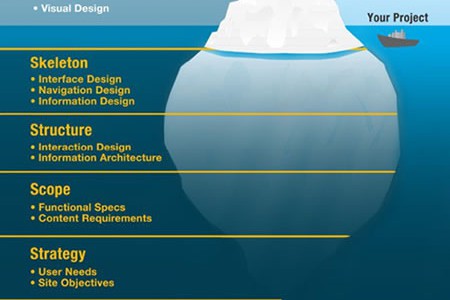 • Visual Design
Your Project
Skeleton
• Interface Design
• Navigation Design
• Information Design
Structure
• Interaction Design
• Information Architecture
Scope
• Functional Specs
• Content Requirements
Strategy
• User Needs
• Site Objectives